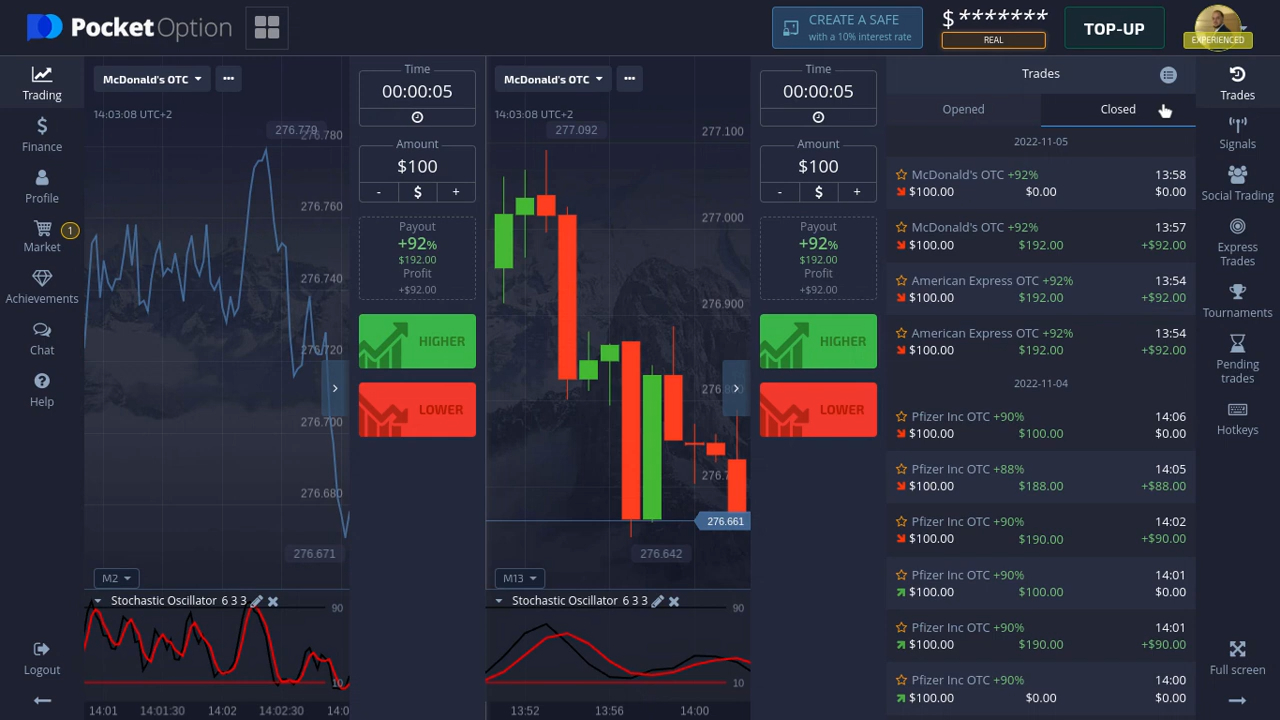 PocketOption
CREATE A SAFE
with a 10% interest rate
$ *******
REAL
TOP-UP
EXPERIENCED
Trading
Finance
Profile
Market
1
Achievements
Chat
Help
Logout
McDonald's OTC
14:03:08 UTC+2
276.778
276.780
276.760
276.740
276.720
276.700
276.680
276.671
M2
Stochastic Oscillator 6 3 3
90
10
14:01
14:01:30
14:02
14:02:30
14:0
Time
00:00:05
Amount
$100
- $ +
Payout
+92%
$192.00
Profit
+$92.00
HIGHER
LOWER
McDonald's OTC
14:03:08 UTC+2
277.092
277.100
277.000
276.900
276.661
276.642
M13
Stochastic Oscillator 6 3 3
90
10
13:52
13:56
14:00
Time
00:00:05
Amount
$100
- $ +
Payout
+92%
$192.00
Profit
+$92.00
HIGHER
LOWER
Trades
Opened
Closed
2022-11-05
McDonald's OTC +92% 13:58
$100.00 $0.00 $0.00
McDonald's OTC +92% 13:57
$100.00 $192.00 +$92.00
American Express OTC +92% 13:54
$100.00 $192.00 +$92.00
American Express OTC +92% 13:54
$100.00 $192.00 +$92.00
2022-11-04
Pfizer Inc OTC +90% 14:06
$100.00 $100.00 $0.00
Pfizer Inc OTC +88% 14:05
$100.00 $188.00 +$88.00
Pfizer Inc OTC +90% 14:02
$100.00 $190.00 +$90.00
Pfizer Inc OTC +90% 14:01
$100.00 $100.00 $0.00
Pfizer Inc OTC +90% 14:01
$100.00 $190.00 +$90.00
Pfizer Inc OTC +90% 14:00
$100.00 $0.00 $0.00
Trades
Signals
Social Trading
Express
Trades
Tournaments
Pending
trades
Hotkeys
Full screen